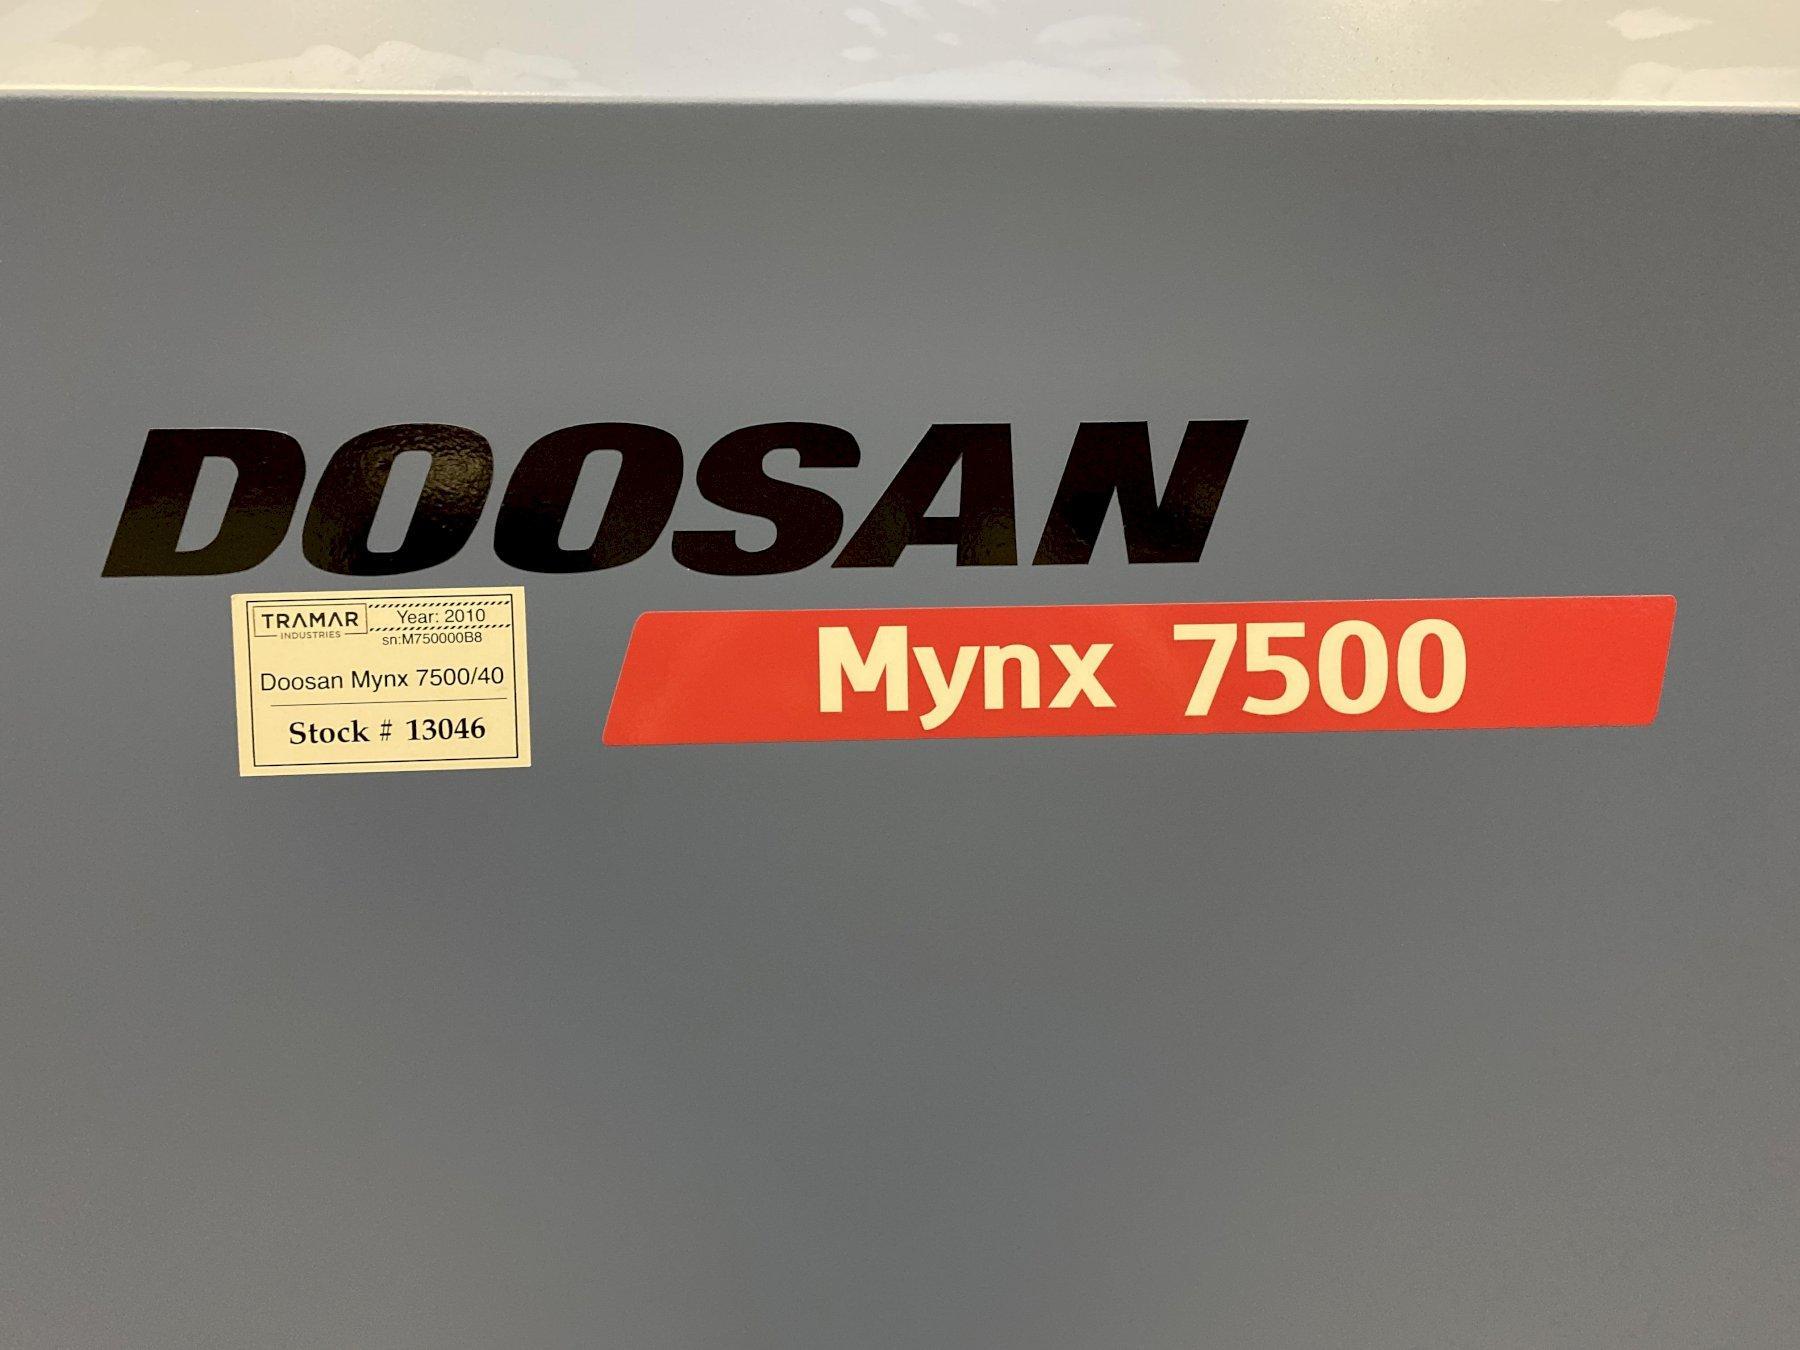 DOOSAN
TRAMAR
INDUSTRIES
Year: 2010
sn:M750000B8
Doosan Mynx 7500/40
Stock # 13046
Mynx 7500